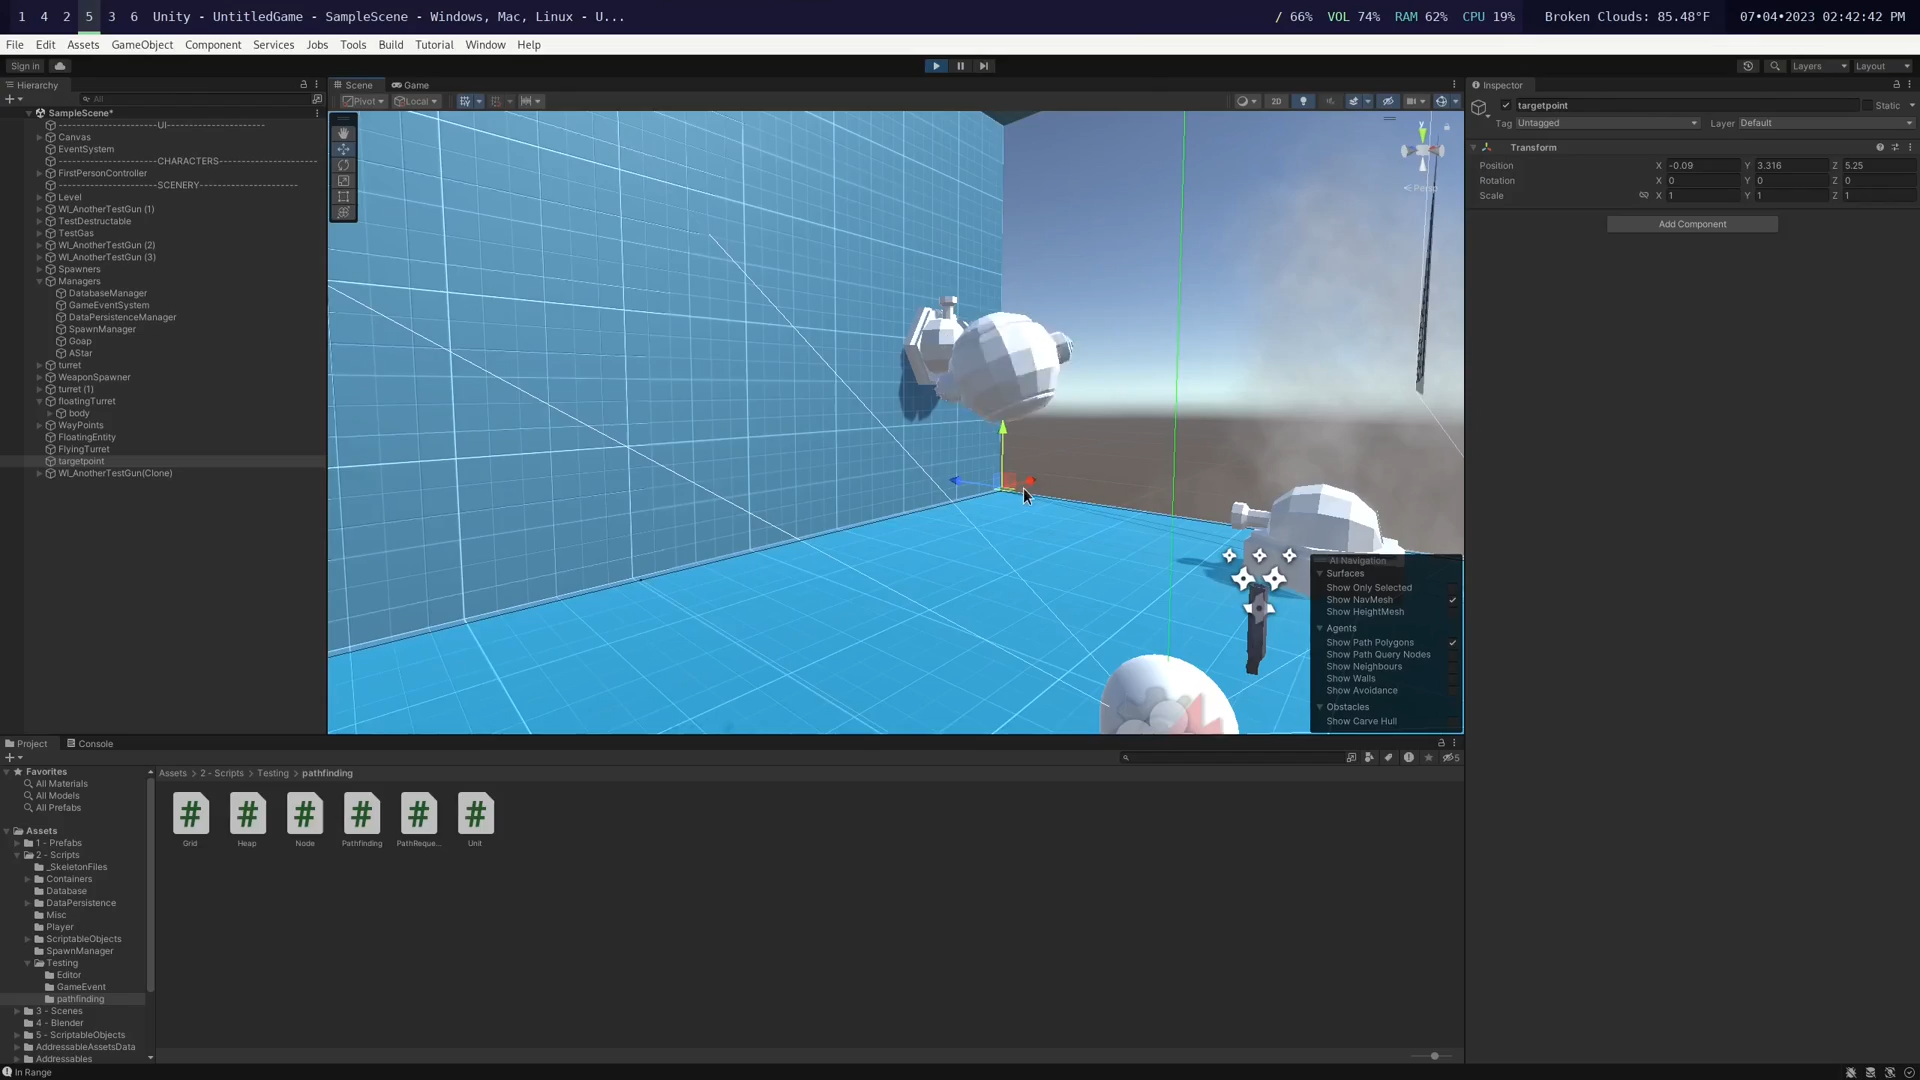 1 4 2 5 3 6 Unity - UntitledGame - SampleScene - Windows, Mac, Linux - U... / 66% VOL 74% RAM 62% CPU 19% Broken Clouds: 85.48°F 07•04•2023 02:42:42 PM
File Edit Assets GameObject Component Services Jobs Tools Build Tutorial Window Help
Sign in Layers Layout
Hierarchy
All
SampleScene*
-----------------------UI-----------------------
Canvas
EventSystem
-----------------------CHARACTERS-----------------------
FirstPersonController
-----------------------SCENERY-----------------------
Level
WI_AnotherTestGun (1)
TestDestructable
TestGas
WI_AnotherTestGun (2)
WI_AnotherTestGun (3)
Spawners
Managers
DatabaseManager
GameEventSystem
DataPersistenceManager
SpawnManager
Goap
AStar
turret
WeaponSpawner
turret (1)
floatingTurret
body
WayPoints
FloatingEntity
FlyingTurret
targetpoint
WI_AnotherTestGun(Clone)
Scene Game
Pivot Local 2D
y
Persp
AI Navigation
Surfaces
Show Only Selected
Show NavMesh
Show HeightMesh
Agents
Show Path Polygons
Show Path Query Nodes
Show Neighbours
Show Walls
Show Avoidance
Obstacles
Show Carve Hull
Inspector
targetpoint Static
Tag Untagged Layer Default
Transform
Position X -0.09 Y 3.316 Z 5.25
Rotation X 0 Y 0 Z 0
Scale X 1 Y 1 Z 1
Add Component
Project Console
5
Favorites
All Materials
All Models
All Prefabs
Assets
1 - Prefabs
2 - Scripts
_SkeletonFiles
Containers
Database
DataPersistence
Misc
Player
ScriptableObjects
SpawnManager
Testing
Editor
GameEvent
pathfinding
3 - Scenes
4 - Blender
5 - ScriptableObjects
AddressableAssetsData
Addressables
Assets > 2 - Scripts > Testing > pathfinding
# # # # # #
Grid Heap Node Pathfinding PathReque... Unit
In Range